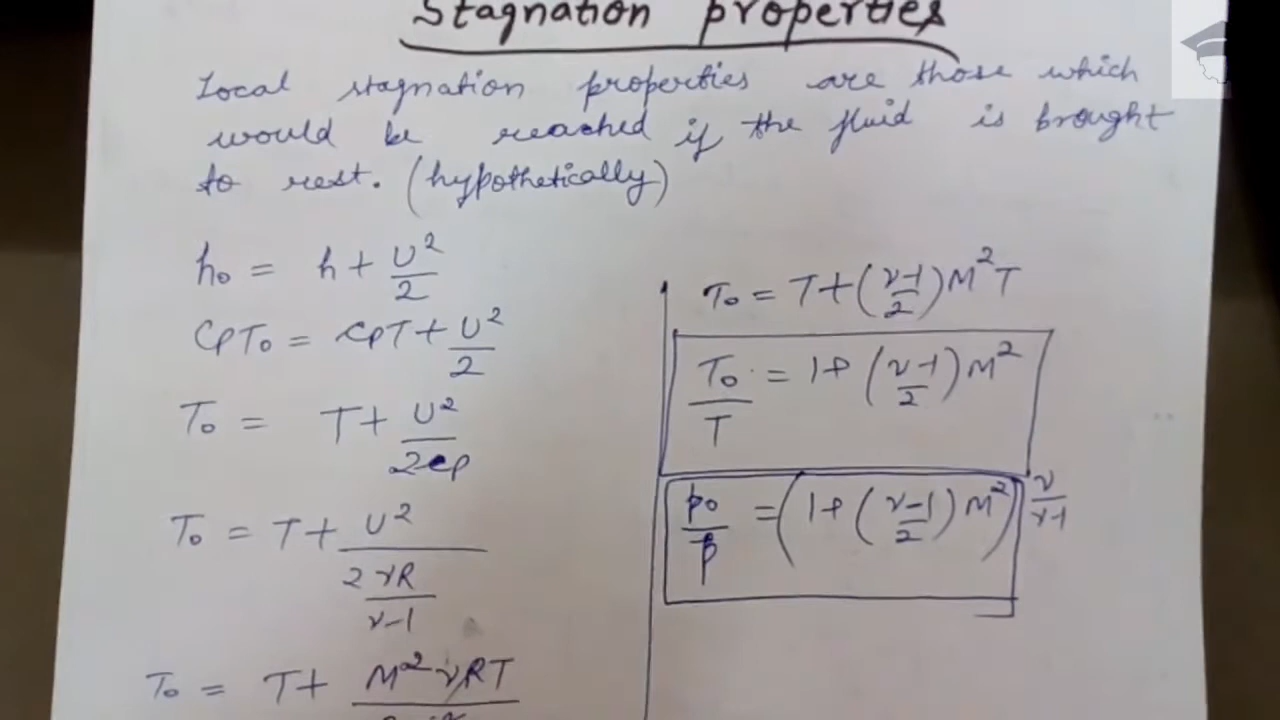 Stagnation properties
Local stagnation properties are those which
would be reached if the fluid is brought
to rest. (hypothetically)
h₀ = h + U²/2
CpT₀ = CpT + U²/2
T₀ = T + U²/2Cp
T₀ = T + U²/(2γR/γ-1)
T₀ = T + M²γRT
T₀ = T + (γ-1/2)M²T
T₀/T = 1 + (γ-1/2)M²
p₀/p = (1 + (γ-1/2)M²)^γ/γ-1